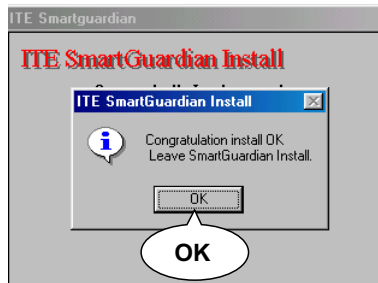 ITE Smartguardian
ITE SmartGuardian Install
ITE SmartGuardian Install
Congratulation install OK
Leave SmartGuardian Install.
OK
OK